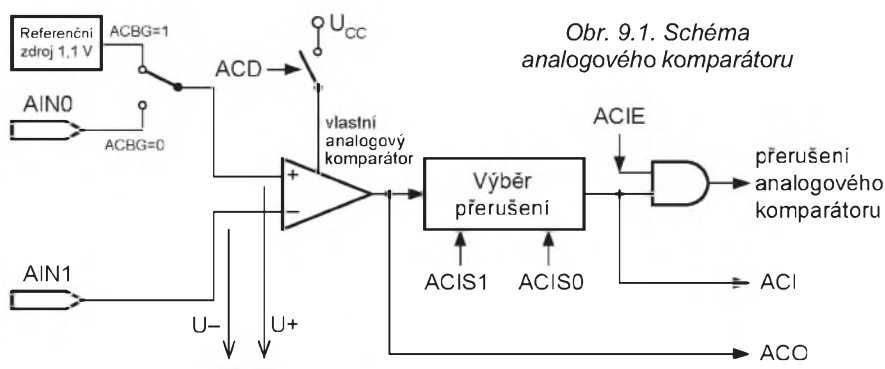 Referenční
zdroj 1,1 V
ACBG=1
U_CC
Obr. 9.1. Schéma
analogového komparátoru
ACD
AIN0
ACBG=0
vlastní
analogový
komparátor
ACIE
+
−
Výběr
přerušení
přerušení
analogového
komparátoru
AIN1
ACIS1
ACIS0
ACI
U−
U+
ACO